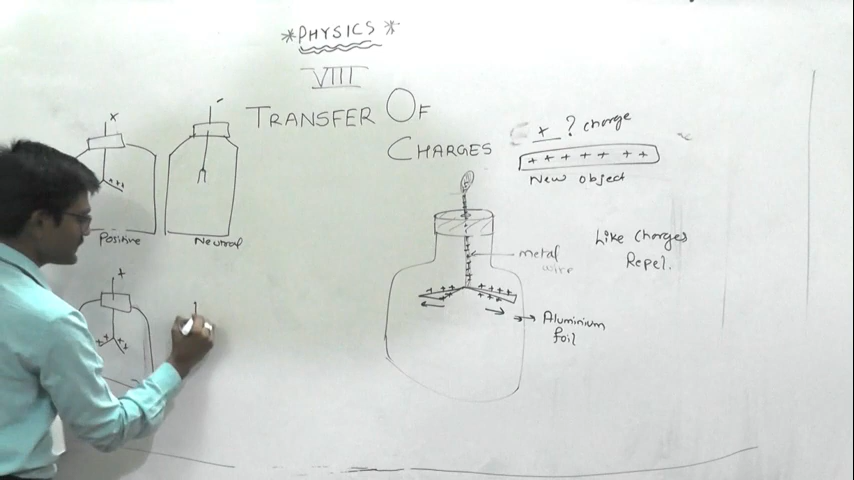 *PHYSICS*
VIII
TRANSFER OF
CHARGES
+ ? charge
+ + + + + + +
New object
Like Charges
Repel.
metal
wire
Aluminium
foil
Positive
Neutral